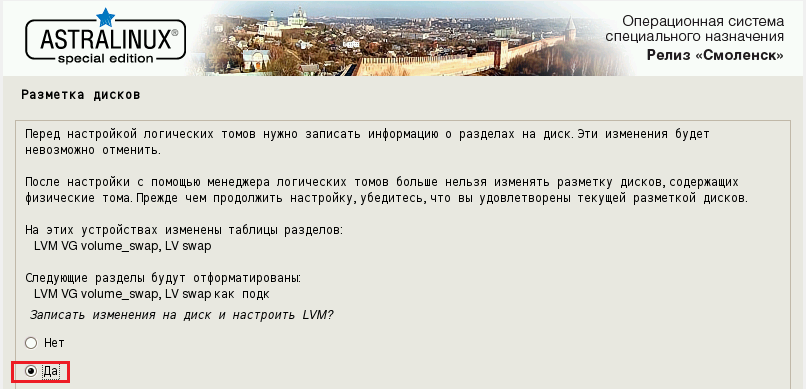 ASTRALINUX®
special edition
Операционная система
специального назначения
Релиз «Смоленск»
Разметка дисков
Перед настройкой логических томов нужно записать информацию о разделах на диск. Эти изменения будет
невозможно отменить.
После настройки с помощью менеджера логических томов больше нельзя изменять разметку дисков, содержащих
физические тома. Прежде чем продолжить настройку, убедитесь, что вы удовлетворены текущей разметкой дисков.
На этих устройствах изменены таблицы разделов:
LVM VG volume_swap, LV swap
Следующие разделы будут отформатированы:
LVM VG volume_swap, LV swap как подк
Записать изменения на диск и настроить LVM?
Нет
Да